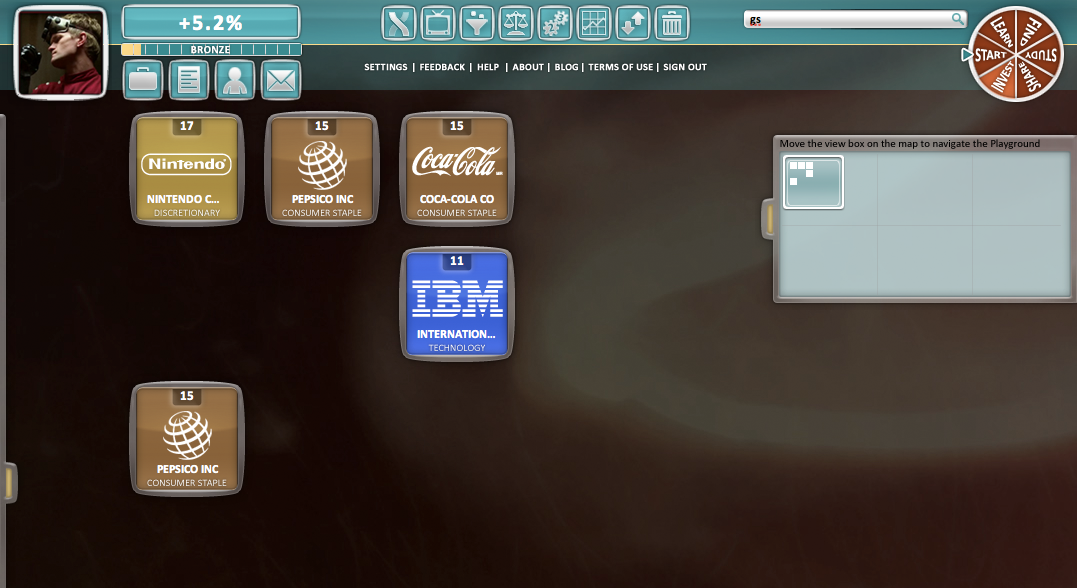 +5.2%
BRONZE
gs
SETTINGS | FEEDBACK | HELP | ABOUT | BLOG | TERMS OF USE | SIGN OUT
LEARN
FIND
START
STUDY
INVEST
SHARE
17
Nintendo
NINTENDO C...
DISCRETIONARY
15
PEPSICO INC
CONSUMER STAPLE
15
Coca-Cola
COCA-COLA CO
CONSUMER STAPLE
Move the view box on the map to navigate the Playground
11
IBM
INTERNATION...
TECHNOLOGY
15
PEPSICO INC
CONSUMER STAPLE